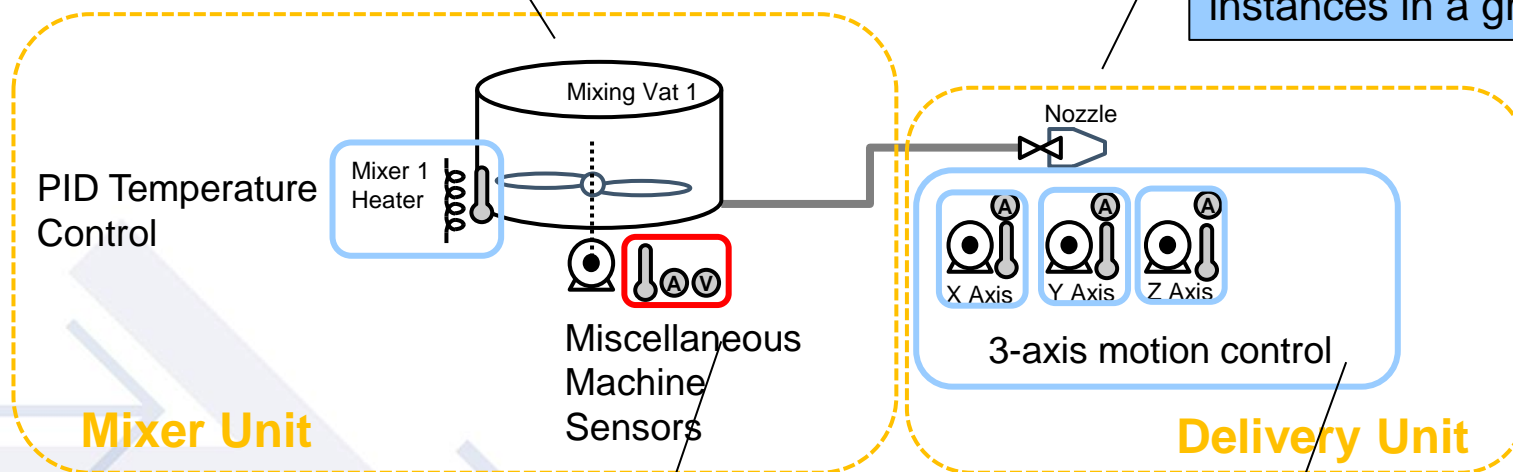 instances in a
Mixing Vat 1
Nozzle
Mixer 1
Heater
PID Temperature
Control
A
A
A
A V
X Axis
Y Axis
Z Axis
Miscellaneous
Machine
Sensors
3-axis motion control
Mixer Unit
Delivery Unit